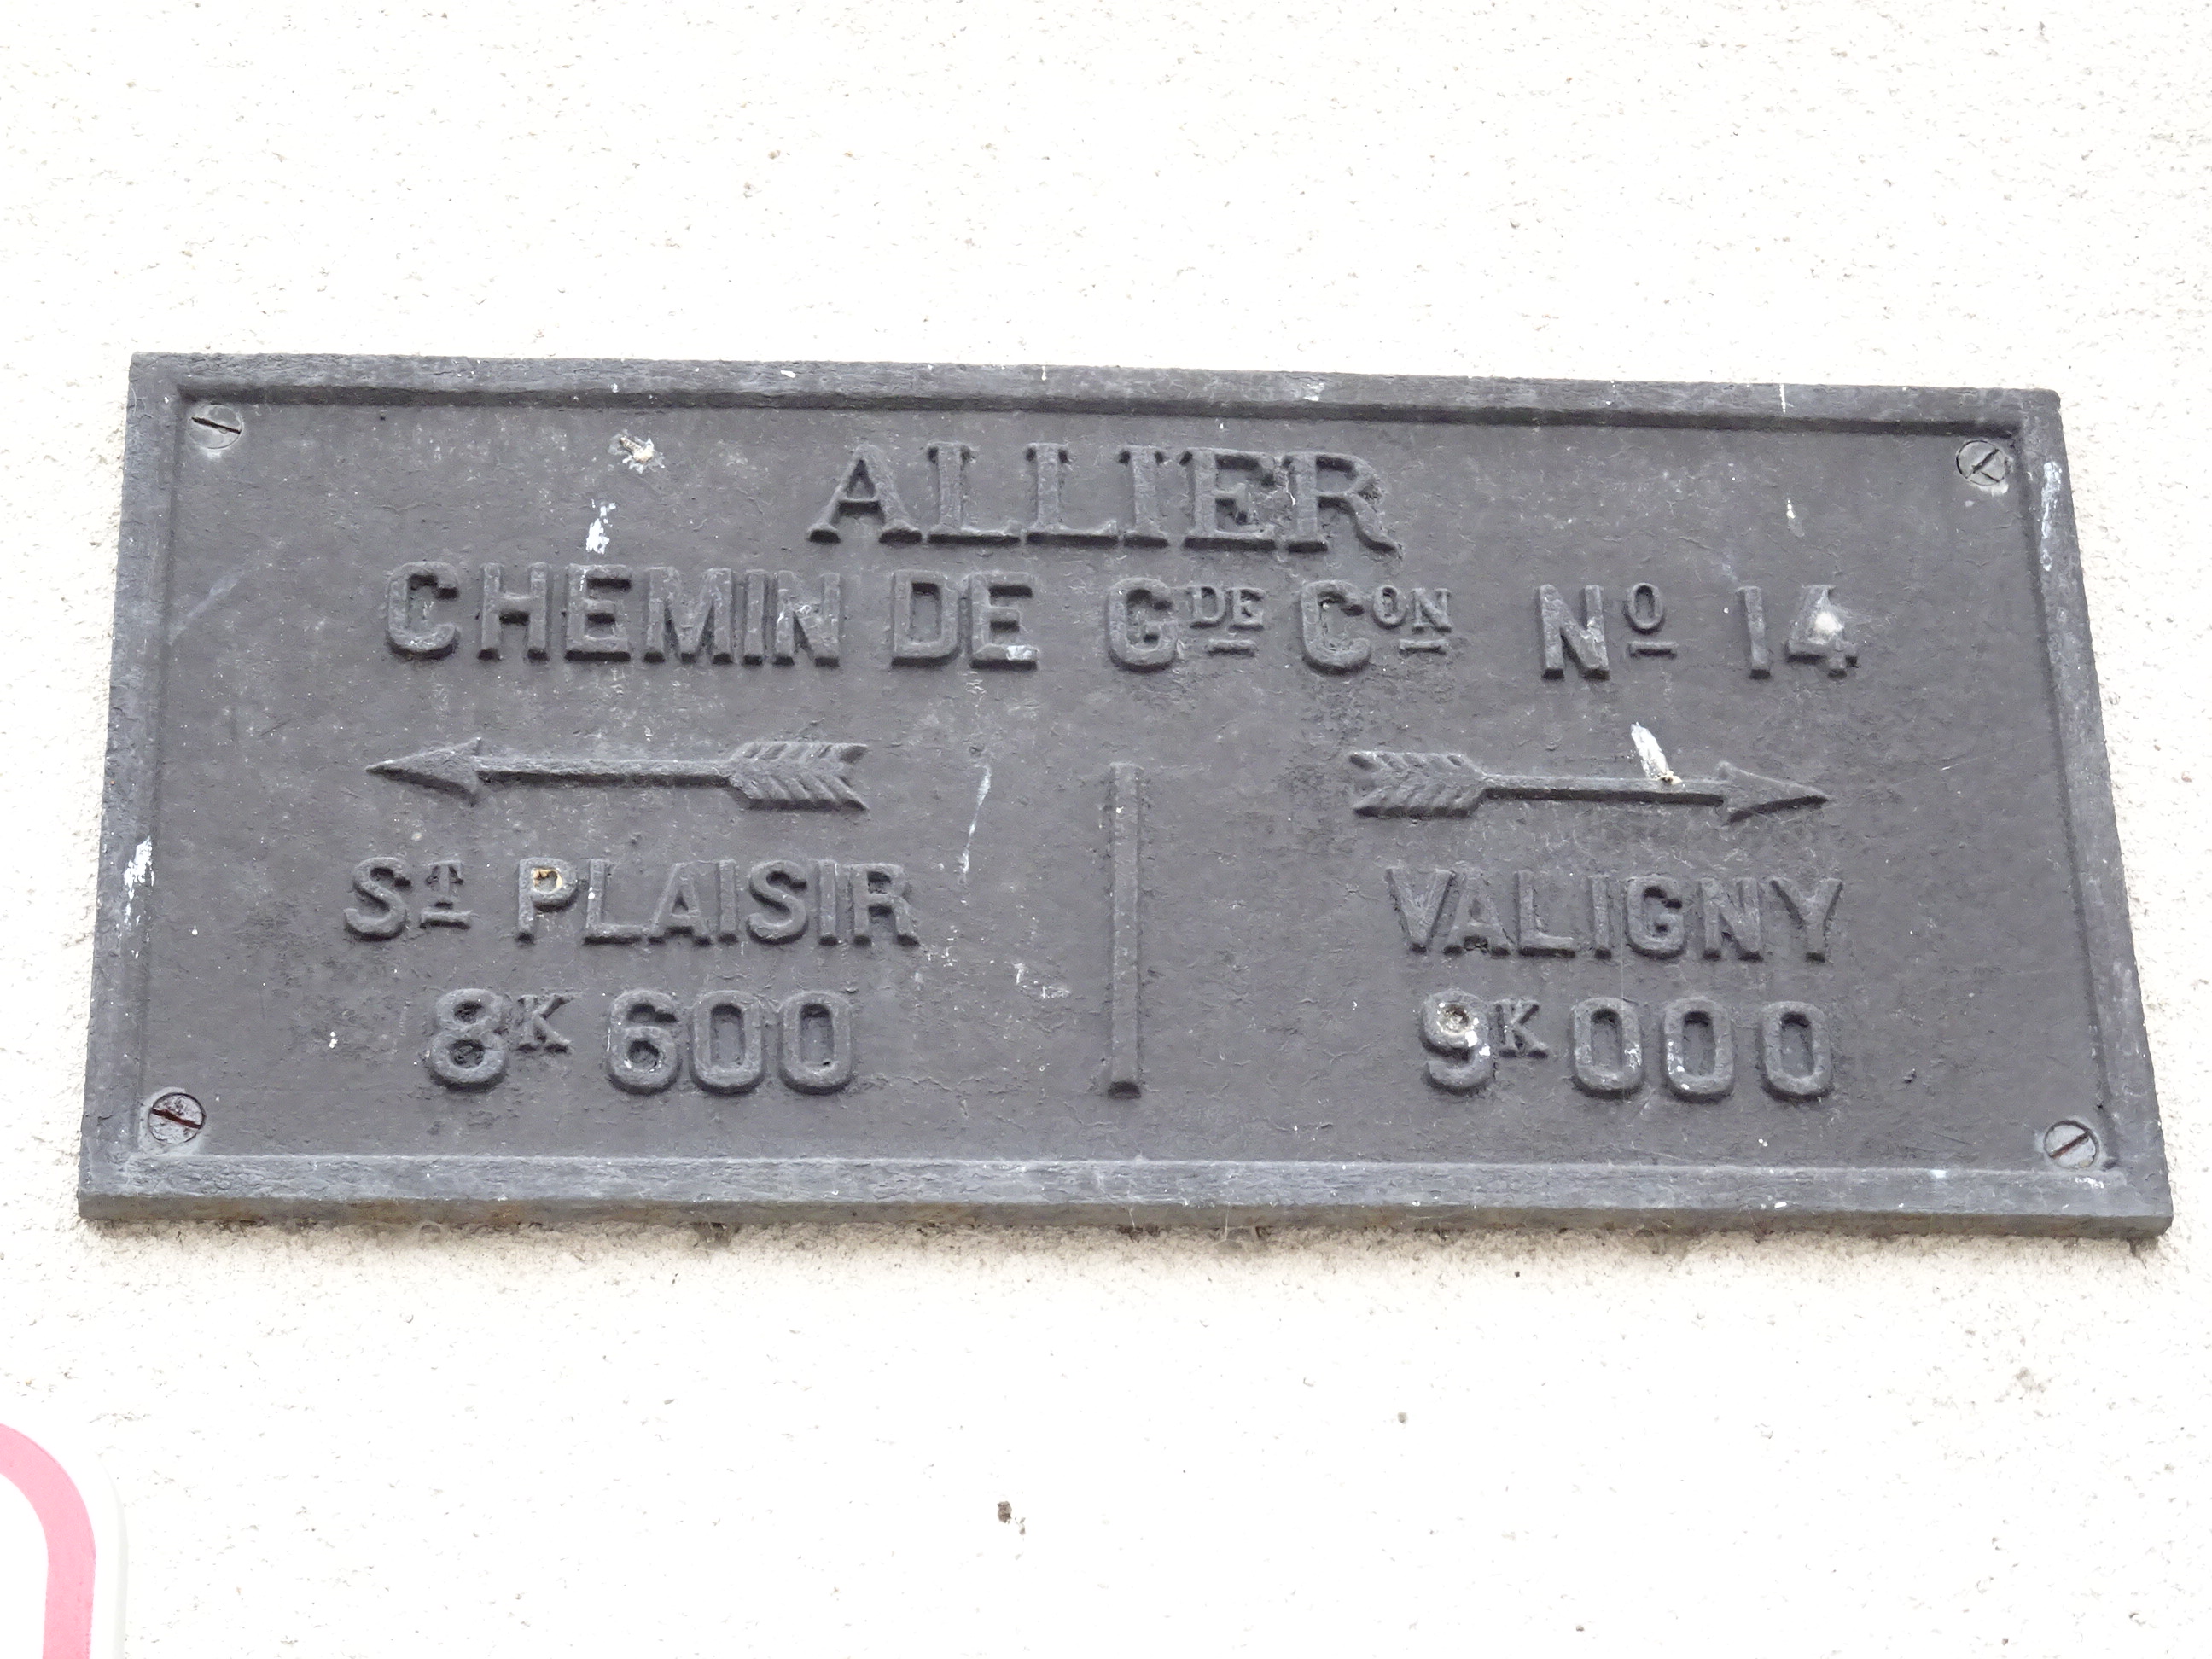 ALLIER
CHEMIN DE GDE CON NO 14
ST PLAISIR
8K 600
VALIGNY
9K 000